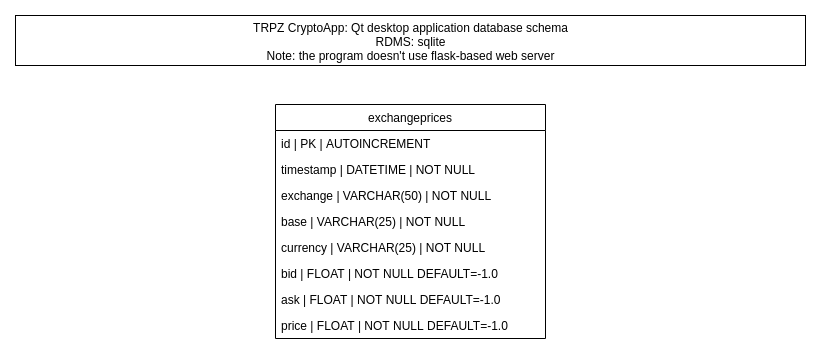 TRPZ CryptoApp: Qt desktop application database schema
RDMS: sqlite
Note: the program doesn't use flask-based web server
exchangeprices
id | PK | AUTOINCREMENT
timestamp | DATETIME | NOT NULL
exchange | VARCHAR(50) | NOT NULL
base | VARCHAR(25) | NOT NULL
currency | VARCHAR(25) | NOT NULL
bid | FLOAT | NOT NULL DEFAULT=-1.0
ask | FLOAT | NOT NULL DEFAULT=-1.0
price | FLOAT | NOT NULL DEFAULT=-1.0